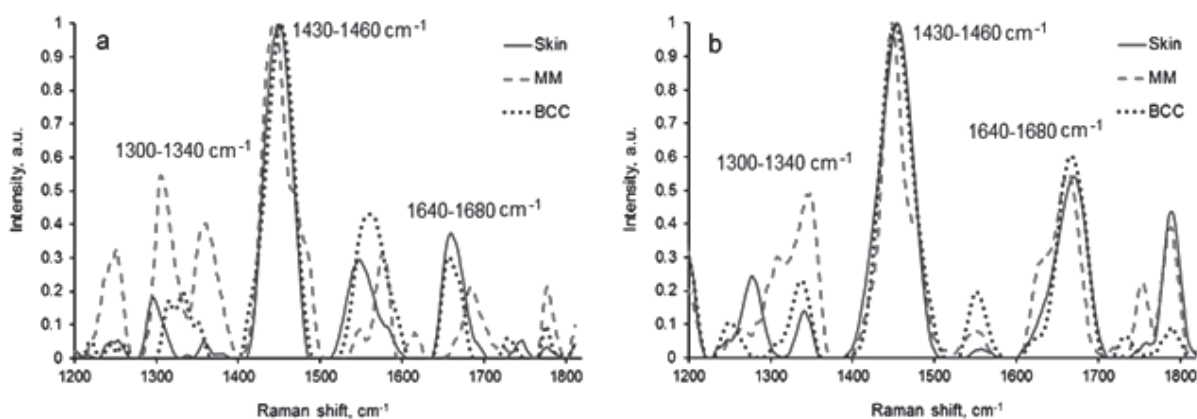 a
1430-1460 cm⁻¹
1300-1340 cm⁻¹
1640-1680 cm⁻¹
Skin
MM
BCC
Intensity, a.u.
1
0.9
0.8
0.7
0.6
0.5
0.4
0.3
0.2
0.1
0
1200 1300 1400 1500 1600 1700 1800
Raman shift, cm⁻¹
b
1430-1460 cm⁻¹
1300-1340 cm⁻¹
1640-1680 cm⁻¹
Skin
MM
BCC
Intensity, a.u.
1
0.9
0.8
0.7
0.6
0.5
0.4
0.3
0.2
0.1
0
1200 1300 1400 1500 1600 1700 1800
Raman shift, cm⁻¹